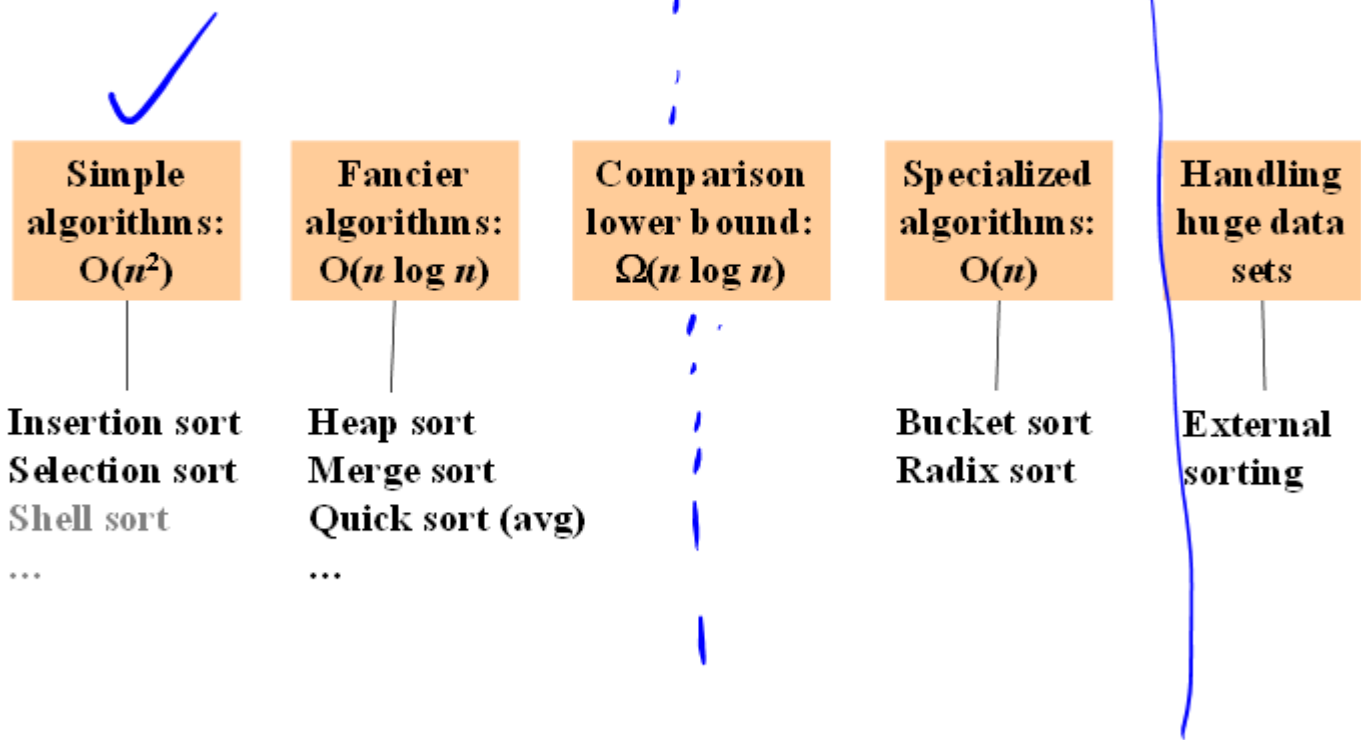 Simple
algorithms:
O(n²)
Fancier
algorithms:
O(n log n)
Comparison
lower bound:
Ω(n log n)
Specialized
algorithms:
O(n)
Handling
huge data
sets
Insertion sort
Selection sort
Shell sort
...
Heap sort
Merge sort
Quick sort (avg)
...
Bucket sort
Radix sort
External
sorting